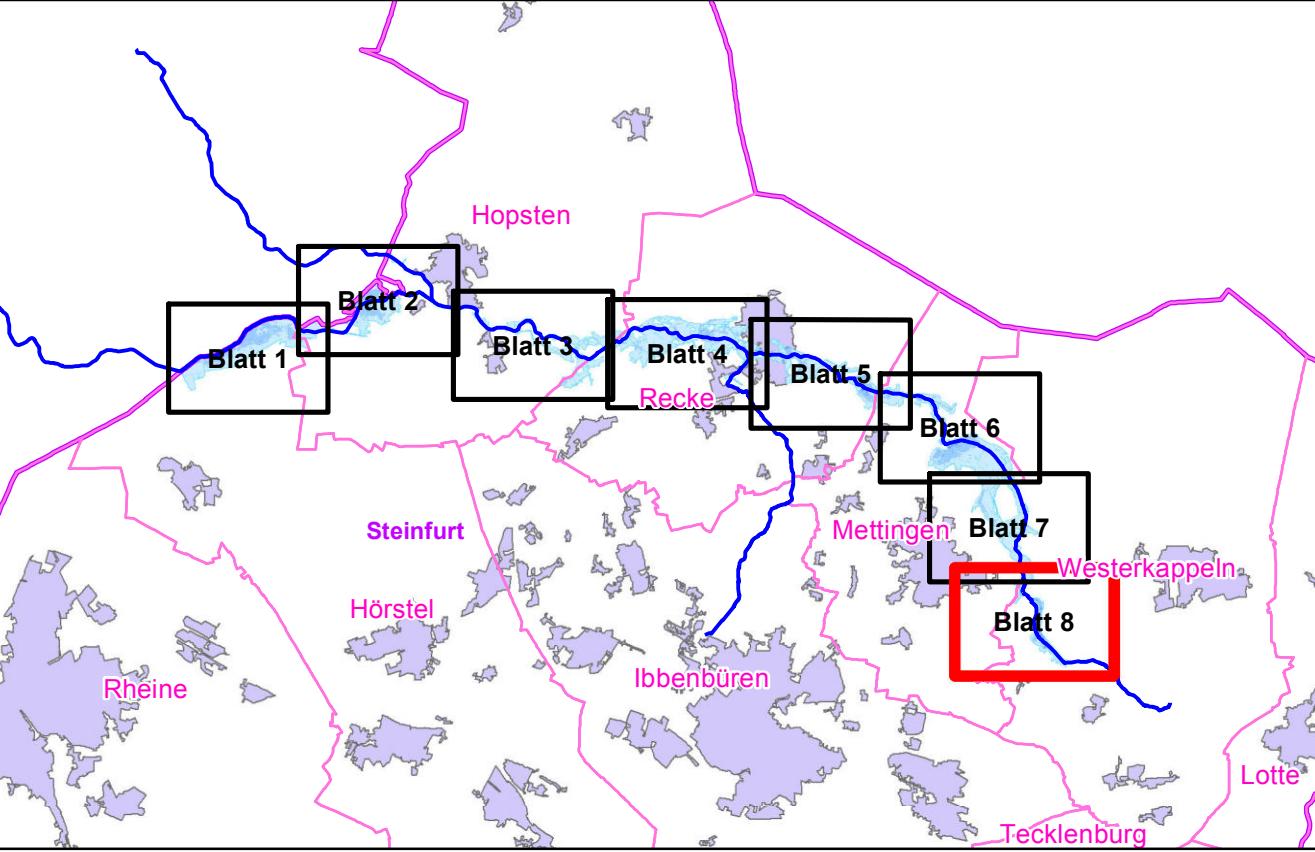 Hopsten
Blatt 2
Blatt 1
Blatt 3
Blatt 4
Blatt 5
Recke
Blatt 6
Steinfurt
Mettingen
Blatt 7
Westerkappeln
Hörstel
Blatt 8
Ibbenbüren
Rheine
Lotte
Tecklenburg